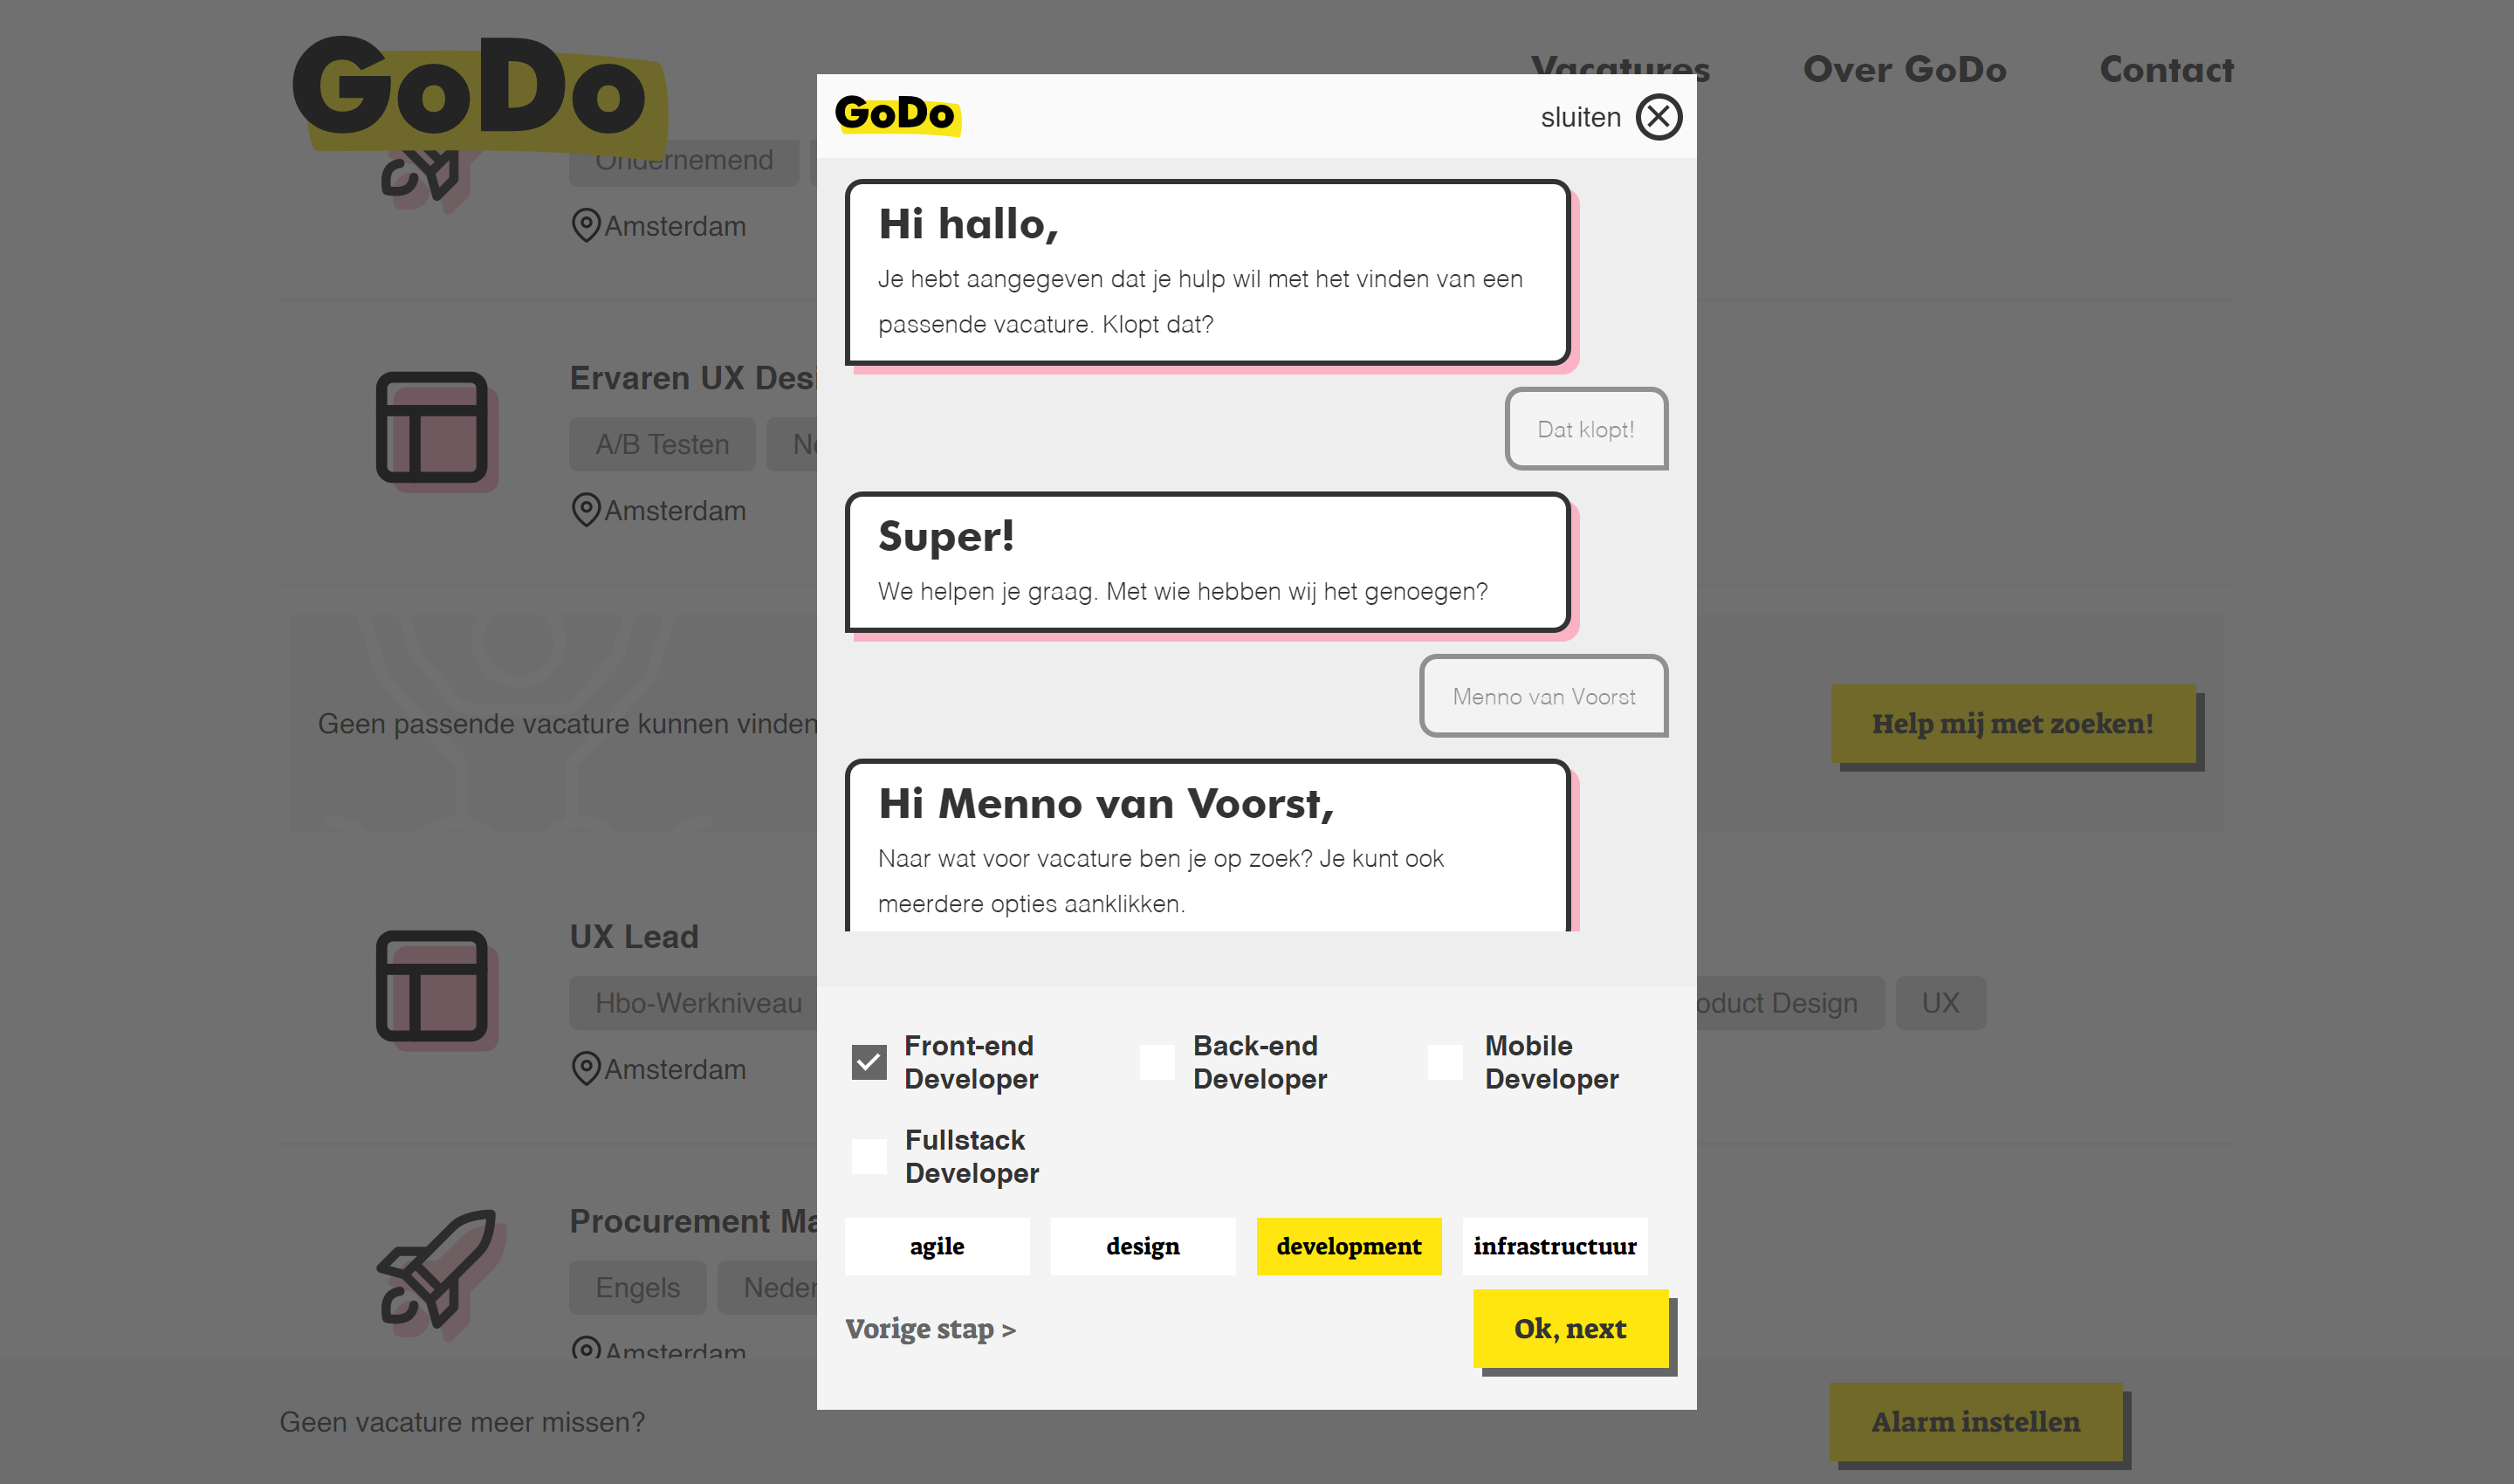 GoDo
Vacatures
Over GoDo
Contact
Ondernemend
Amsterdam
Ervaren UX Desi
A/B Testen
Ne
Amsterdam
Geen passende vacature kunnen vinden
Help mij met zoeken!
UX Lead
Hbo-Werkniveau
oduct Design
UX
Amsterdam
Procurement Ma
Engels
Neder
Amsterdam
Geen vacature meer missen?
Alarm instellen
GoDo
sluiten
Hi hallo,
Je hebt aangegeven dat je hulp wil met het vinden van een
passende vacature. Klopt dat?
Dat klopt!
Super!
We helpen je graag. Met wie hebben wij het genoegen?
Menno van Voorst
Hi Menno van Voorst,
Naar wat voor vacature ben je op zoek? Je kunt ook
meerdere opties aanklikken.
Front-end
Developer
Back-end
Developer
Mobile
Developer
Fullstack
Developer
agile
design
development
infrastructuur
Vorige stap >
Ok, next